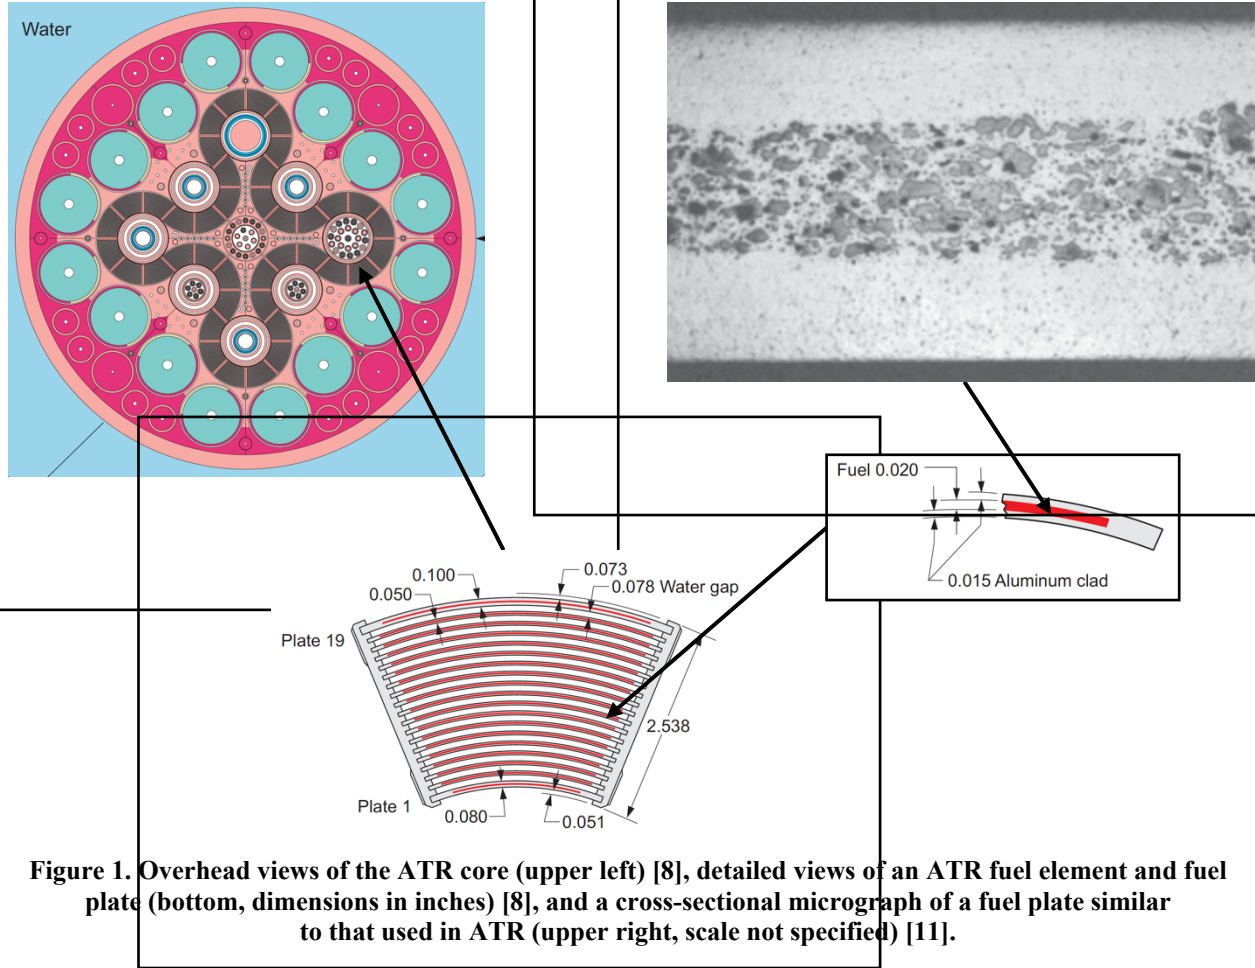 Water
Fuel 0.020
0.015 Aluminum clad
0.073
0.100
0.078 Water gap
0.050
Plate 19
2.538
Plate 1
0.080
0.051
Figure 1. Overhead views of the ATR core (upper left) [8], detailed views of an ATR fuel element and fuel
plate (bottom, dimensions in inches) [8], and a cross-sectional micrograph of a fuel plate similar
to that used in ATR (upper right, scale not specified) [11].